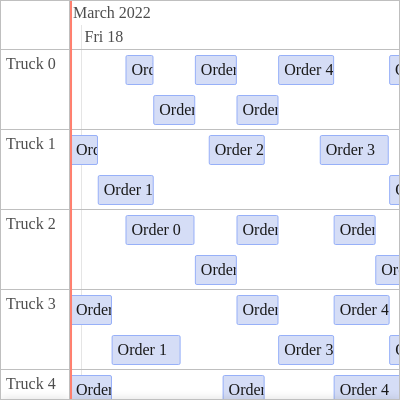 March 2022
Fri 18
Truck 0
Ord
Order
Order 4
Order
Order
Truck 1
Ord
Order 2
Order 3
Order 1
Truck 2
Order 0
Order
Order
Order
Or
Truck 3
Order
Order
Order 4
Order 1
Order 3
Truck 4
Order
Order
Order 4